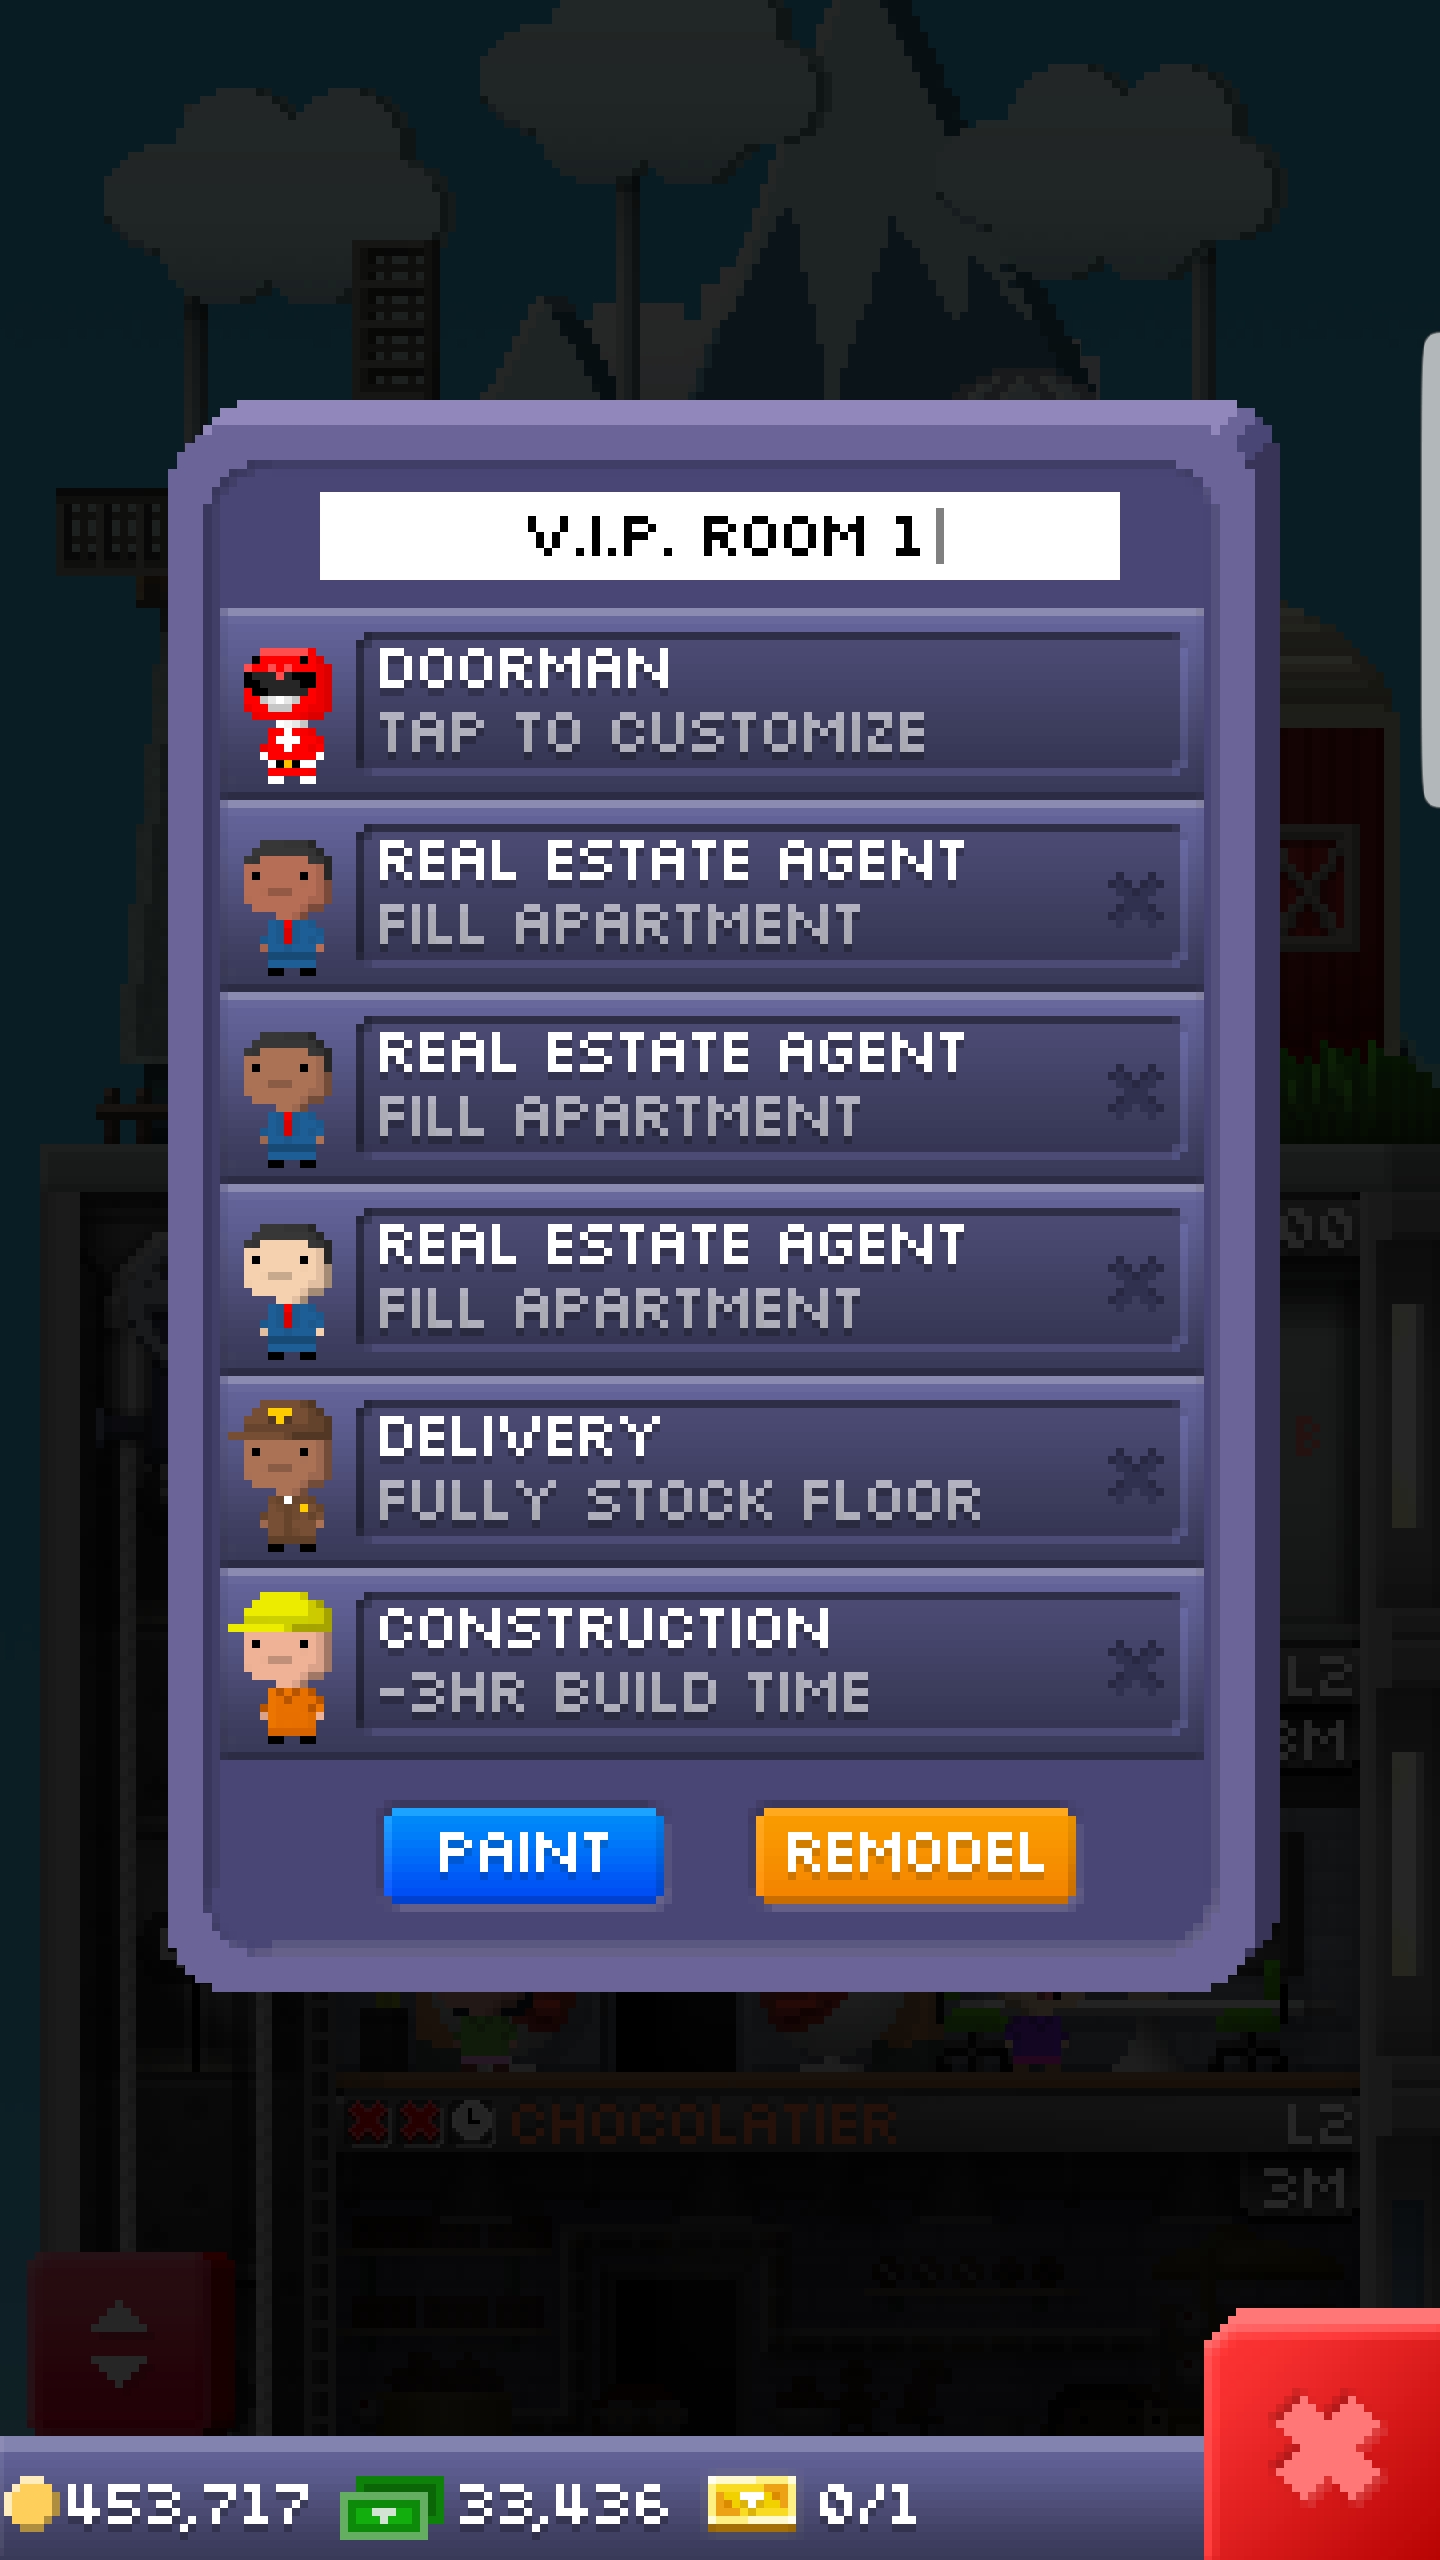 V.I.P. ROOM 1
DOORMAN
TAP TO CUSTOMIZE
REAL ESTATE AGENT
FILL APARTMENT
REAL ESTATE AGENT
FILL APARTMENT
REAL ESTATE AGENT
FILL APARTMENT
DELIVERY
FULLY STOCK FLOOR
CONSTRUCTION
-3HR BUILD TIME
L2
PAINT
REMODEL
CHOCOLATIER
L2
3M
453,717
33,436
0/1